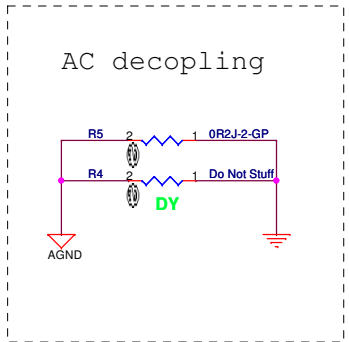 AC decopling
R5 2 1 0R2J-2-GP
R4 2 1 Do Not Stuff
DY
AGND